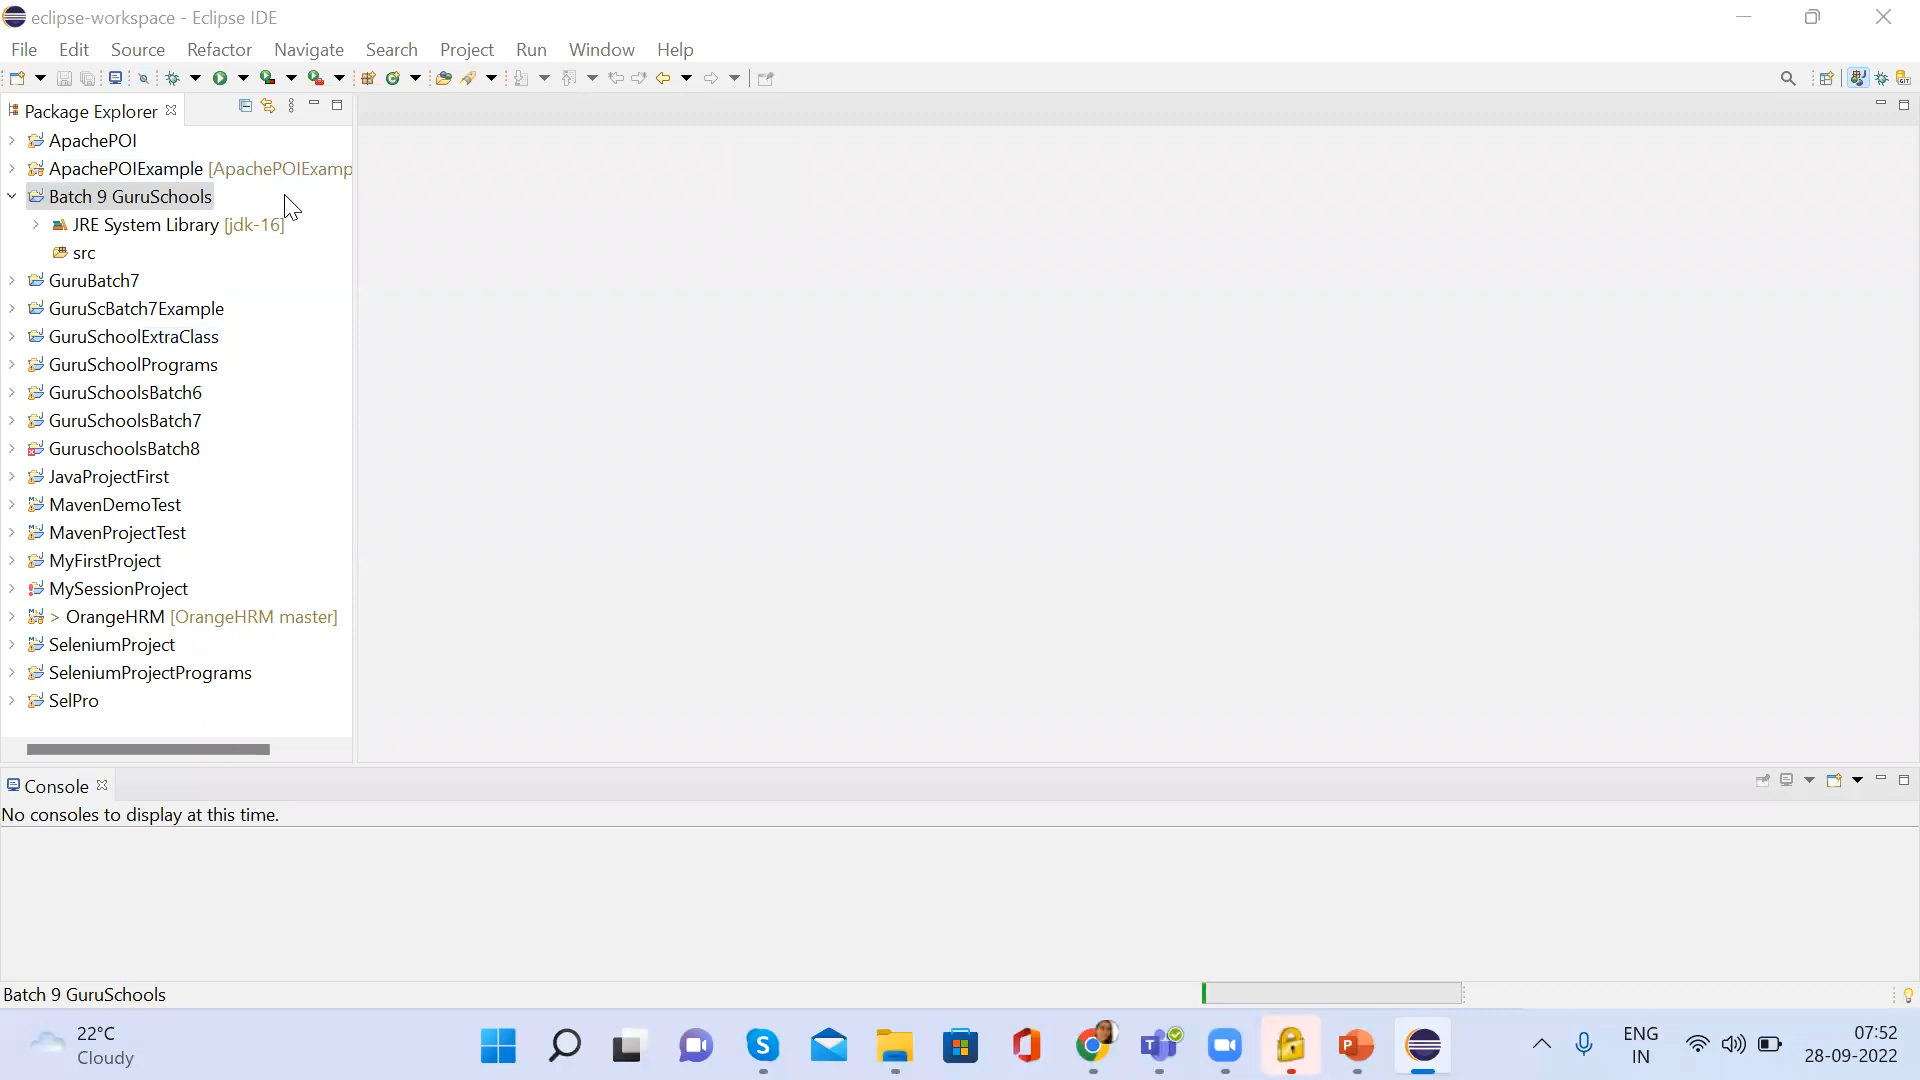 eclipse-workspace - Eclipse IDE
File Edit Source Refactor Navigate Search Project Run Window Help
Package Explorer
ApachePOI
ApachePOIExample [ApachePOIExamp
Batch 9 GuruSchools
JRE System Library [jdk-16]
src
GuruBatch7
GuruScBatch7Example
GuruSchoolExtraClass
GuruSchoolPrograms
GuruSchoolsBatch6
GuruSchoolsBatch7
GuruschoolsBatch8
JavaProjectFirst
MavenDemoTest
MavenProjectTest
MyFirstProject
MySessionProject
> OrangeHRM [OrangeHRM master]
SeleniumProject
SeleniumProjectPrograms
SelPro
Console
No consoles to display at this time.
Batch 9 GuruSchools
22°C
Cloudy
ENG
IN
07:52
28-09-2022